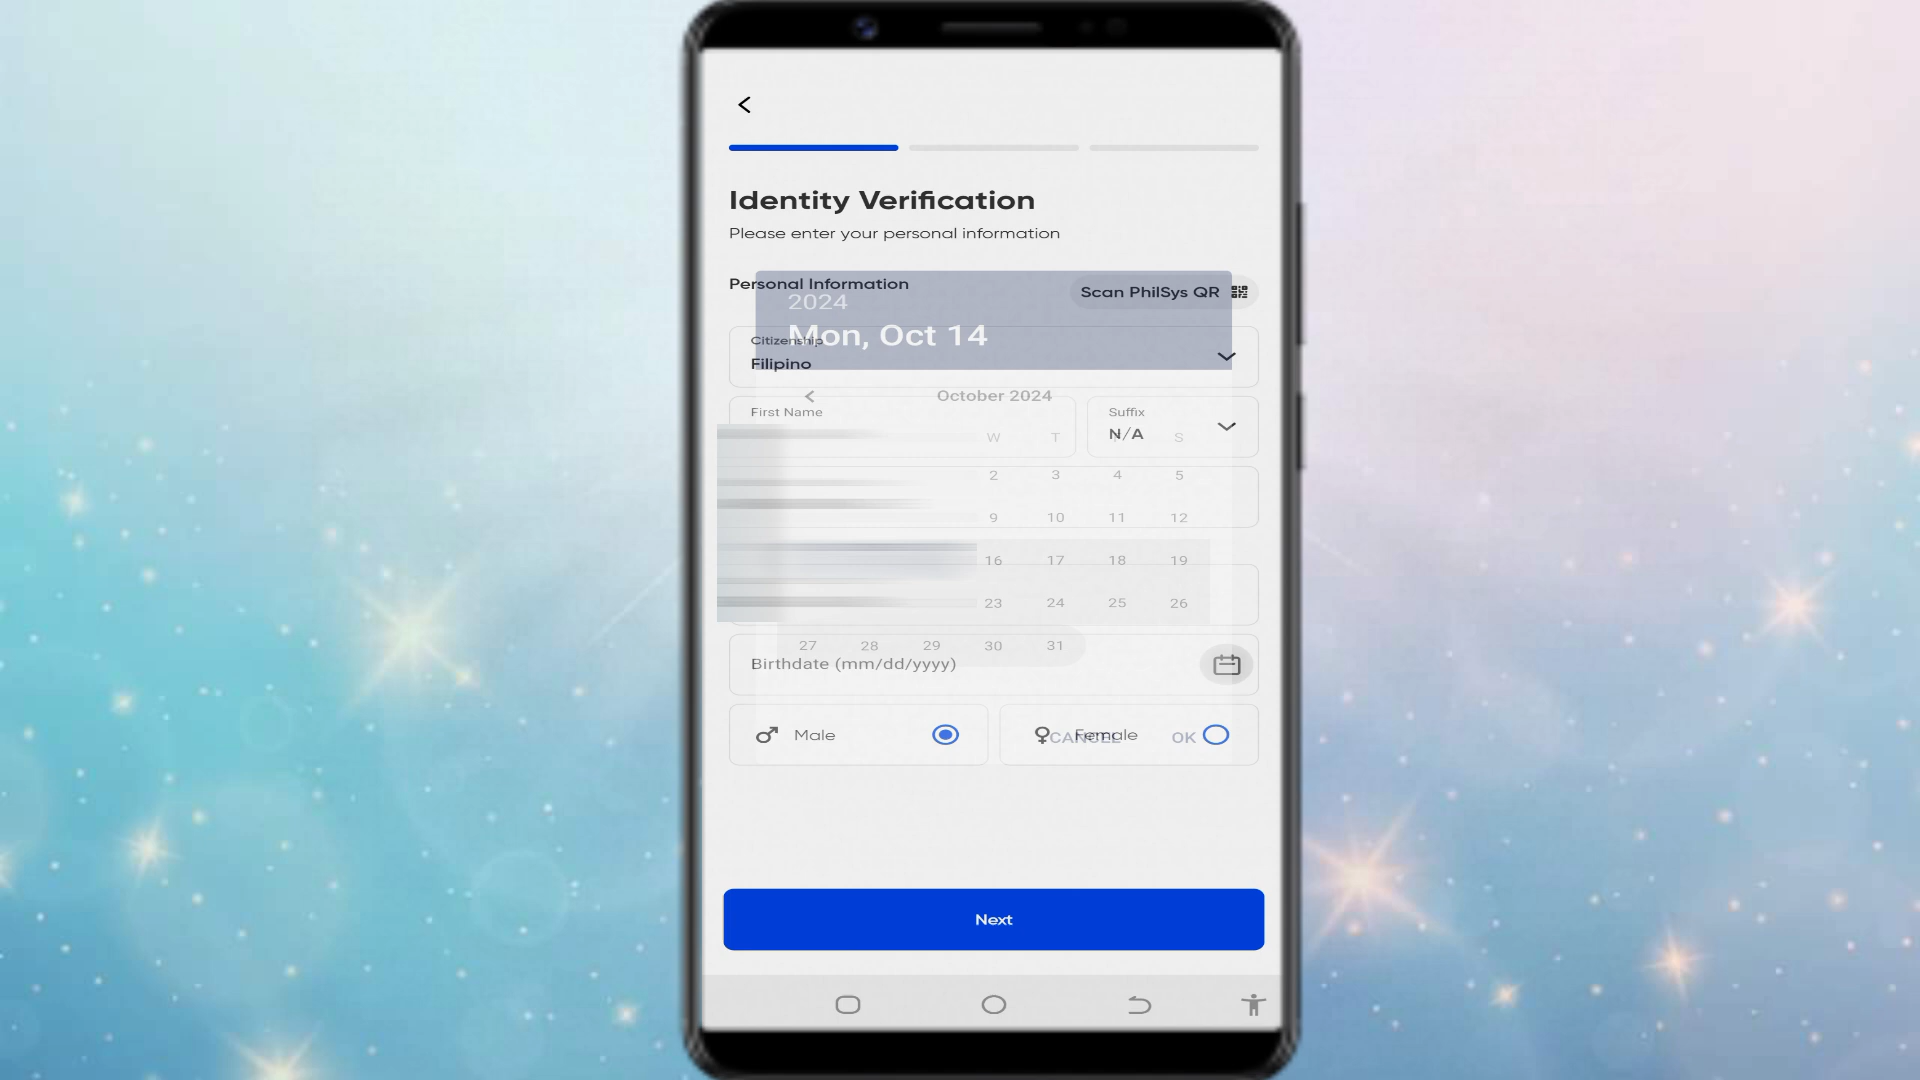 Identity Verification
Please enter your personal information
Personal Information
Scan PhilSys QR
2024
Mon, Oct 14
Citizenship
Filipino
October 2024
First Name
Suffix
N/A
W T S
2 3 4 5
9 10 11 12
16 17 18 19
23 24 25 26
27 28 29 30 31
Birthdate (mm/dd/yyyy)
Male
Female
CANCEL OK
Next